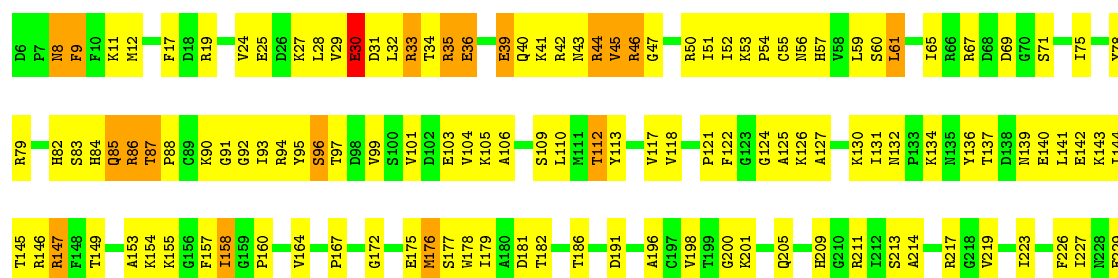 D6 P7 N8 F9 F10 K11 M12 F17 D18 R19 V24 E25 D26 K27 L28 V29 E30 D31 L32 R33 T34 R35 E36 E39 Q40 K41 R42 N43 R44 V45 R46 G47 R50 I51 I52 K53 P54 C55 N56 H57 V58 L59 S60 L61 I65 R66 R67 D68 D69 G70 S71 I75
R79 H82 S83 H84 Q85 R86 T87 P88 C89 K90 G91 G92 I93 R94 Y95 S96 T97 D98 V99 S100 V101 D102 E103 V104 K105 A106 S109 L110 M111 T112 Y113 V117 V118 P121 F122 G123 G124 A125 K126 A127 K130 I131 N132 P133 K134 N135 Y136 T137 D138 N139 E140 L141 E142 K143
T145 R146 R147 F148 T149 A153 K154 K155 G156 F157 I158 G159 P160 V164 P167 G172 E175 M176 S177 W178 I179 A180 D181 T182 T186 D191 A196 C197 V198 T199 G200 K201 Q205 H209 G210 R211 I212 S213 A214 R217 G218 V219 I223 F226 I227 N228